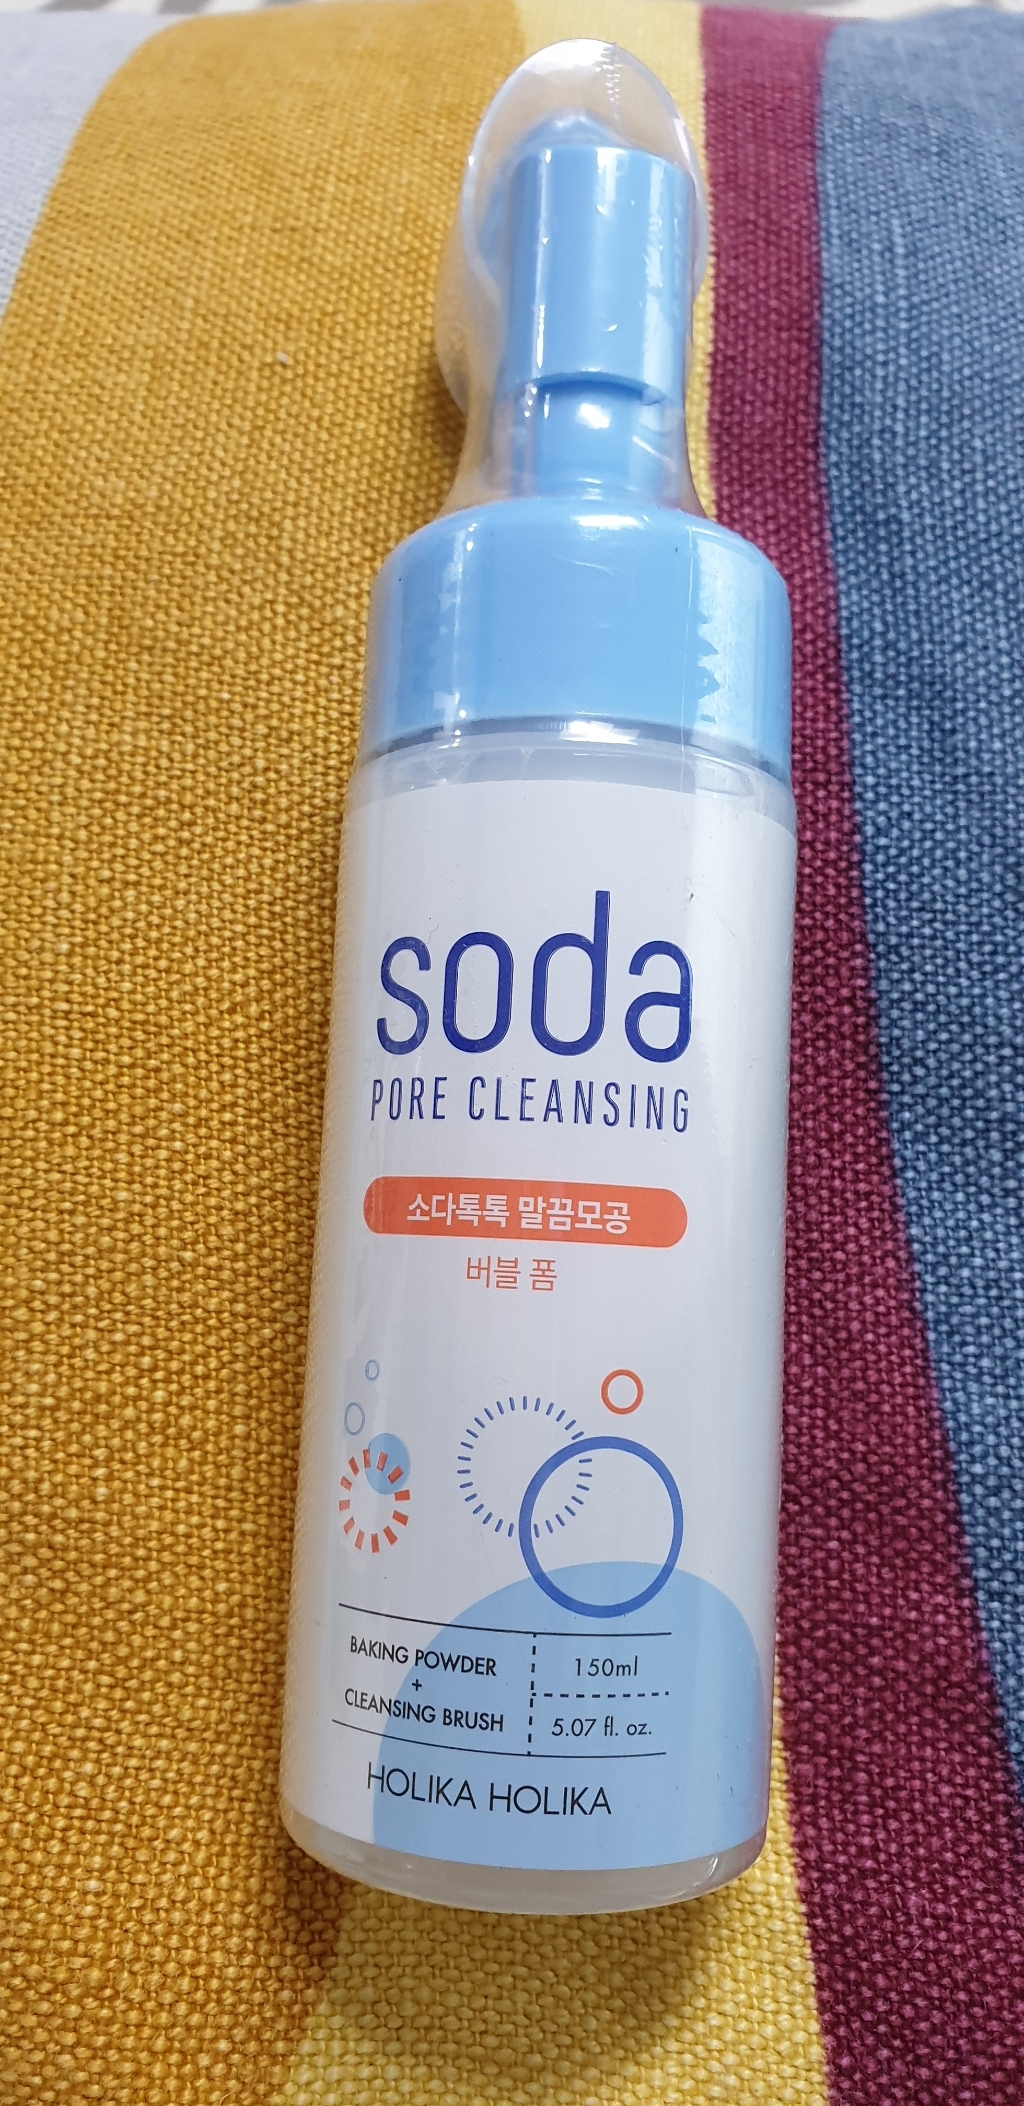 soda
PORE CLEANSING
소다톡톡 말끔모공
버블 폼
BAKING POWDER
+
CLEANSING BRUSH
150ml
5.07 fl. oz.
HOLIKA HOLIKA